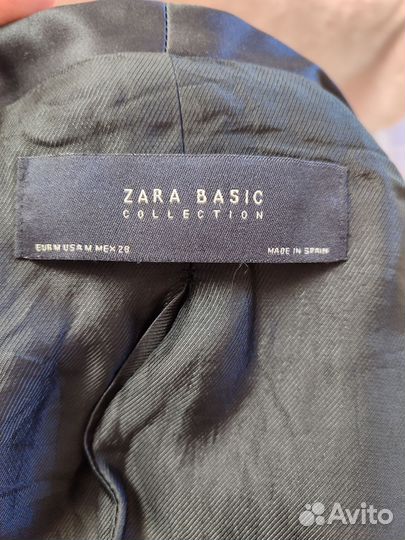 ZARA BASIC
COLLECTION
EUR M USA M MEX 28
MADE IN SPAIN
Avito